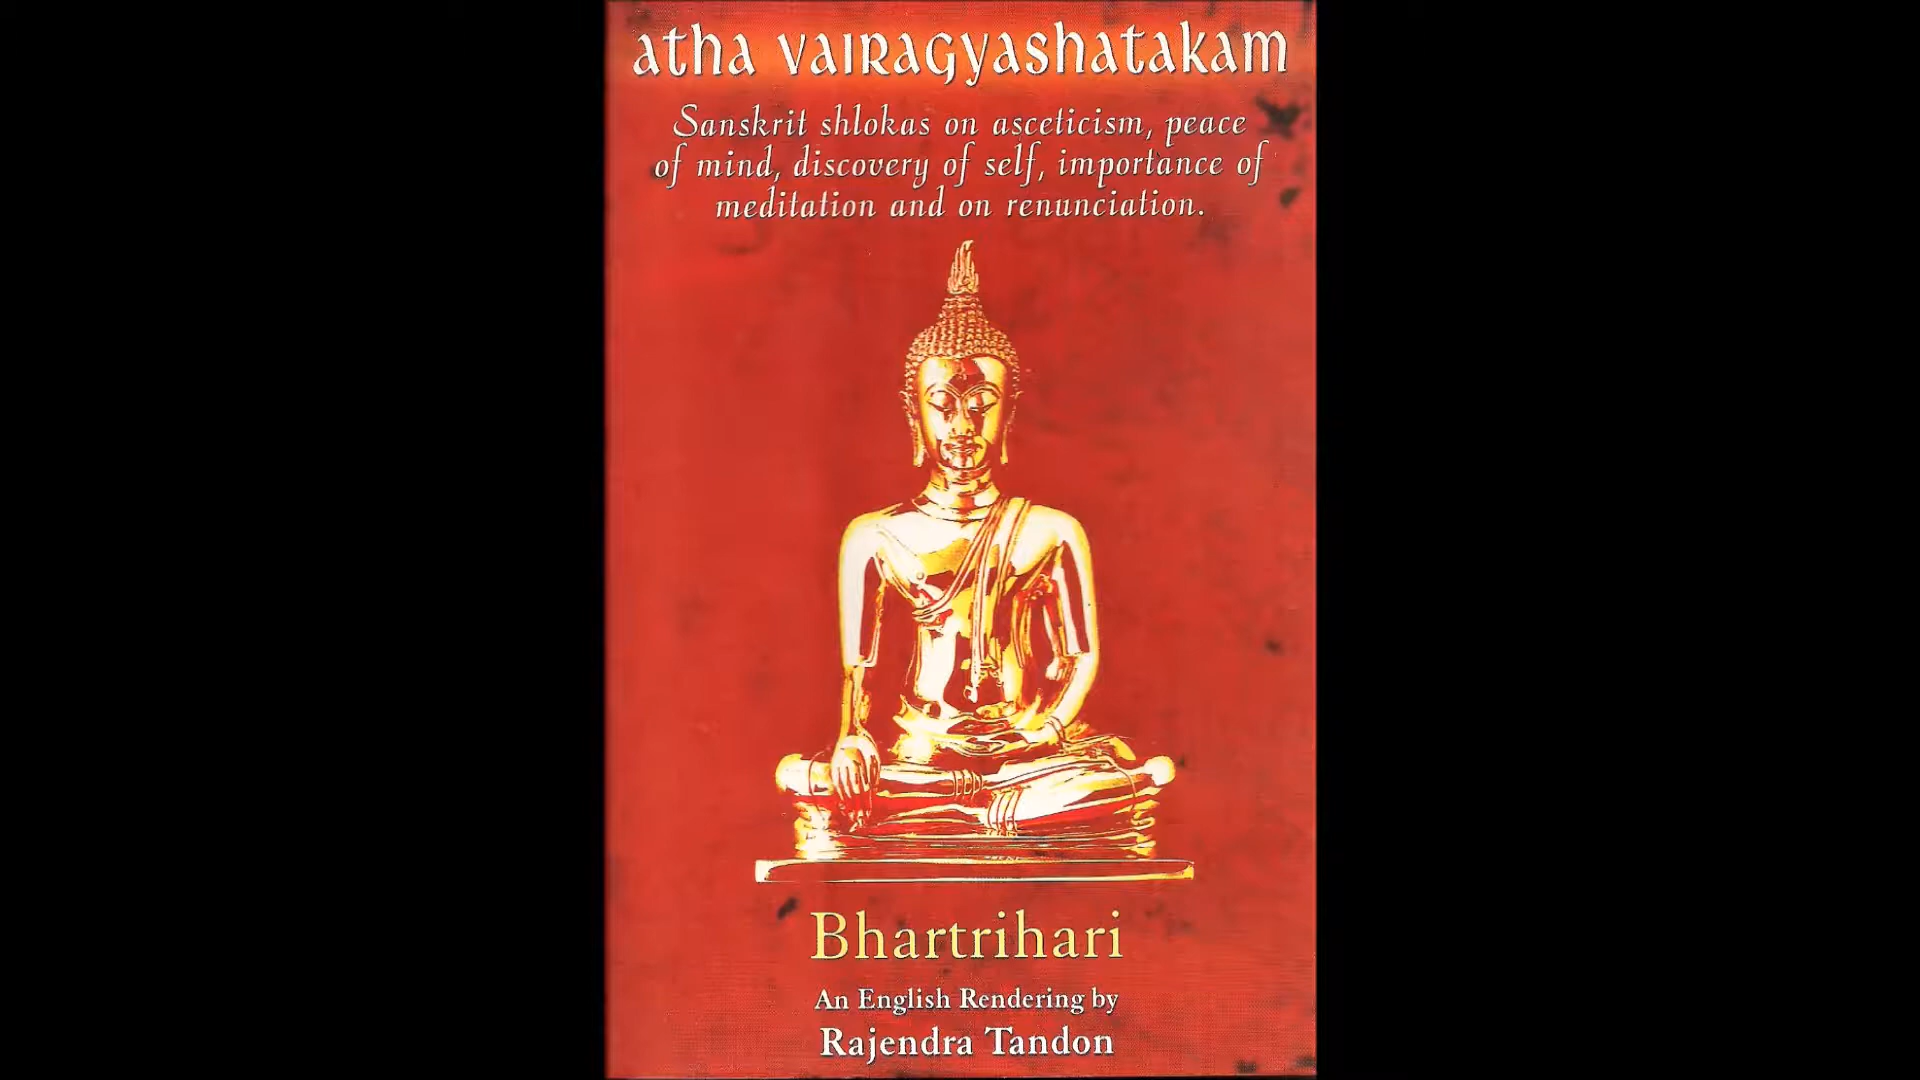 atha vairagyashatakam
Sanskrit shlokas on asceticism, peace
of mind, discovery of self, importance of
meditation and on renunciation.
Bhartrihari
An English Rendering by
Rajendra Tandon